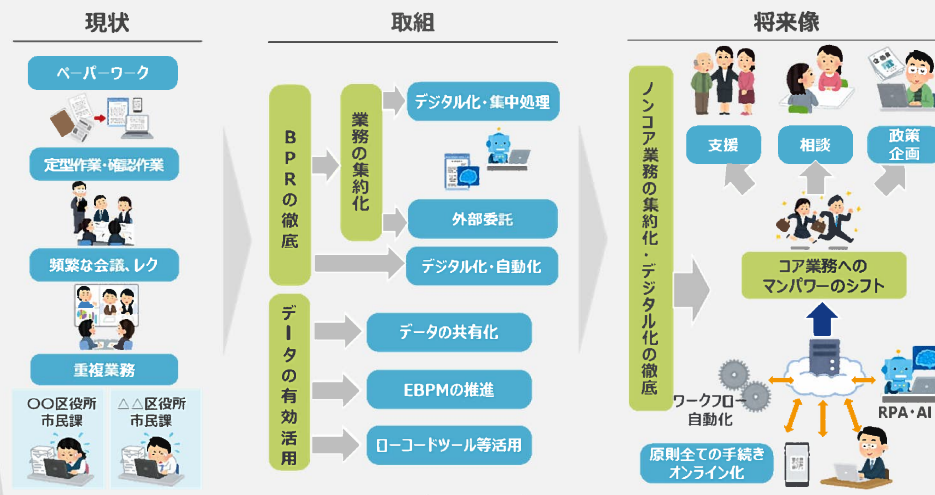 現状
ペーパーワーク
定型作業・確認作業
頻繁な会議、レク
重複業務
〇〇区役所
市民課
△△区役所
市民課
取組
BPRの徹底
業務の集約化
デジタル化・集中処理
外部委託
デジタル化・自動化
データの有効活用
データの共有化
EBPMの推進
ローコードツール等活用
将来像
ノンコア業務の集約化・デジタル化の徹底
支援
相談
政策
企画
コア業務への
マンパワーのシフト
ワークフロー
自動化
RPA・AI
原則全ての手続き
オンライン化